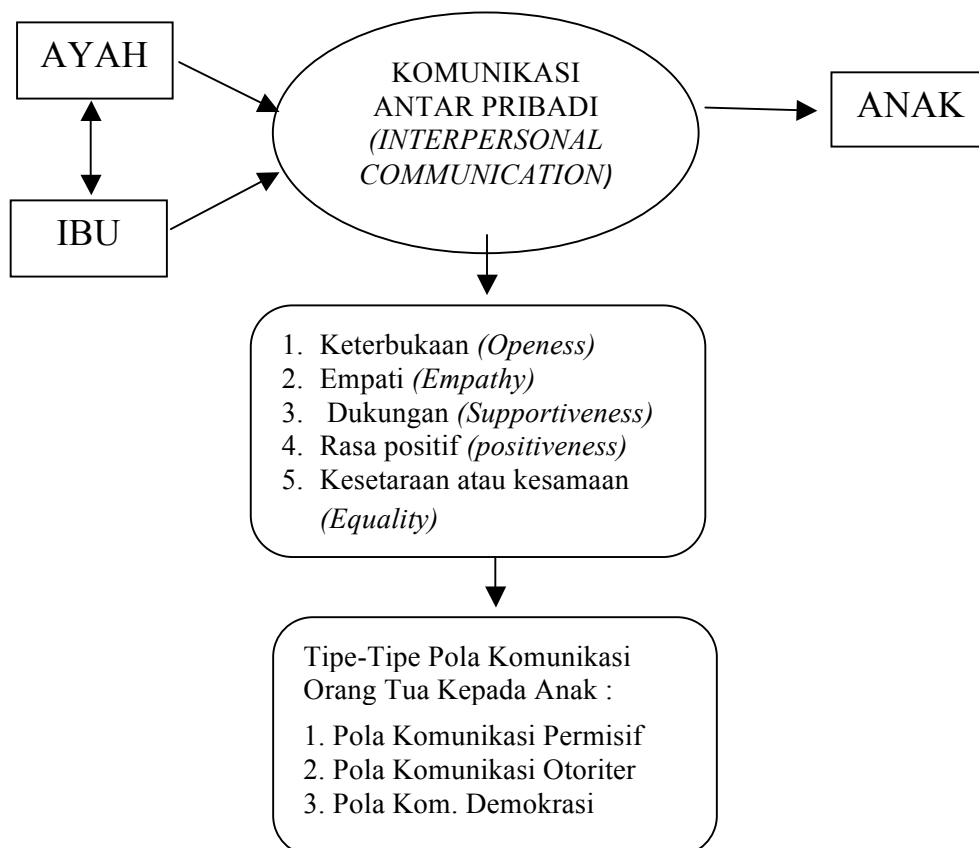 AYAH
KOMUNIKASI
ANTAR PRIBADI
(INTERPERSONAL
COMMUNICATION)
ANAK
IBU
1. Keterbukaan (Openess)
2. Empati (Empathy)
3. Dukungan (Supportiveness)
4. Rasa positif (positiveness)
5. Kesetaraan atau kesamaan
(Equality)
Tipe-Tipe Pola Komunikasi
Orang Tua Kepada Anak :
1. Pola Komunikasi Permisif
2. Pola Komunikasi Otoriter
3. Pola Kom. Demokrasi